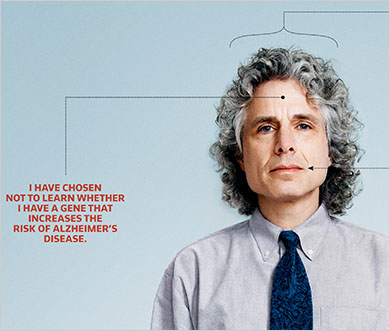 I HAVE CHOSEN
NOT TO LEARN WHETHER
I HAVE A GENE THAT
INCREASES THE
RISK OF ALZHEIMER'S
DISEASE.